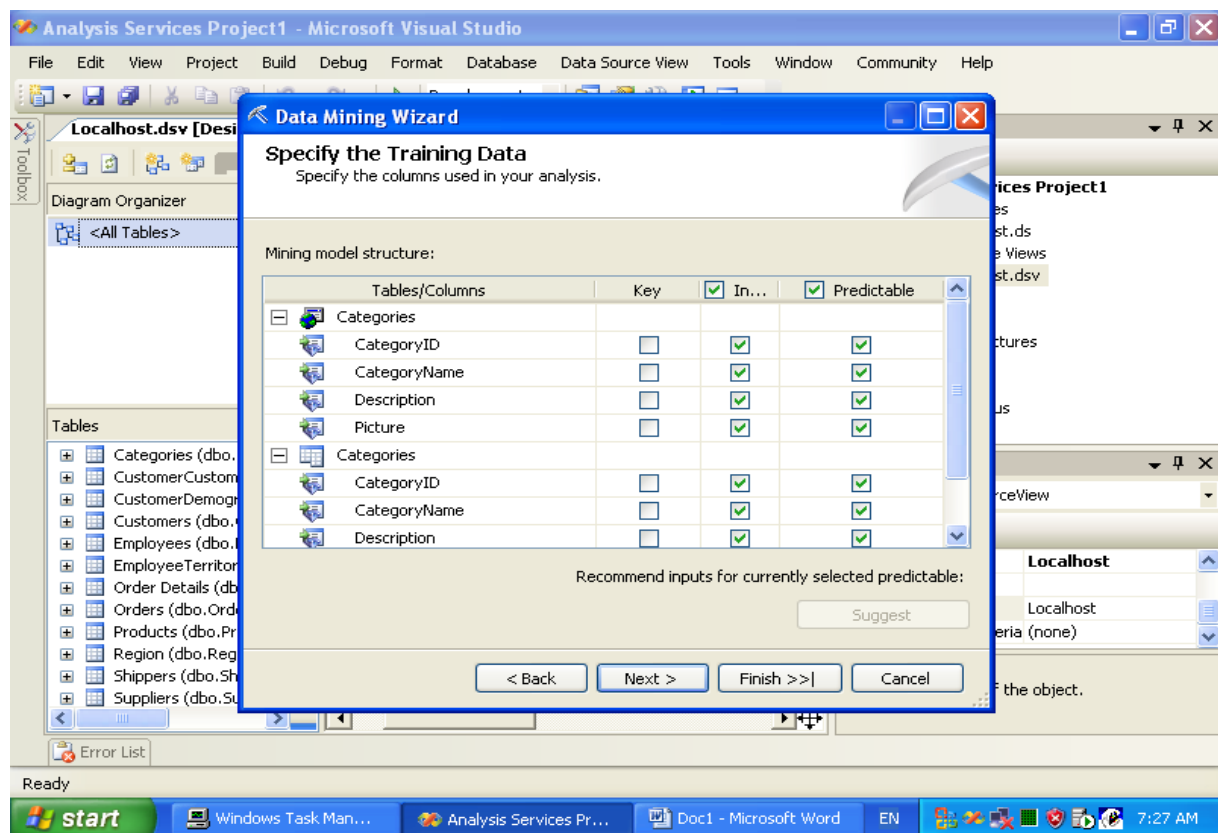 Analysis Services Project1 - Microsoft Visual Studio
File Edit View Project Build Debug Format Database Data Source View Tools Window Community Help
Localhost.dsv [Desi
Toolbox
Diagram Organizer
<All Tables>
Tables
Categories (dbo.
CustomerCustom
CustomerDemogr
Customers (dbo.
Employees (dbo.
EmployeeTerritor
Order Details (db
Orders (dbo.Orde
Products (dbo.Pr
Region (dbo.Reg
Shippers (dbo.Sh
Suppliers (dbo.Su
Data Mining Wizard
Specify the Training Data
Specify the columns used in your analysis.
Mining model structure:
Tables/Columns Key In... Predictable
Categories
CategoryID
CategoryName
Description
Picture
Categories
CategoryID
CategoryName
Description
Recommend inputs for currently selected predictable:
Suggest
< Back Next > Finish >>| Cancel
ices Project1
es
st.ds
e Views
st.dsv
ctures
us
rceView
Localhost
Localhost
eria (none)
f the object.
Error List
Ready
start Windows Task Man... Analysis Services Pr... Doc1 - Microsoft Word EN 7:27 AM